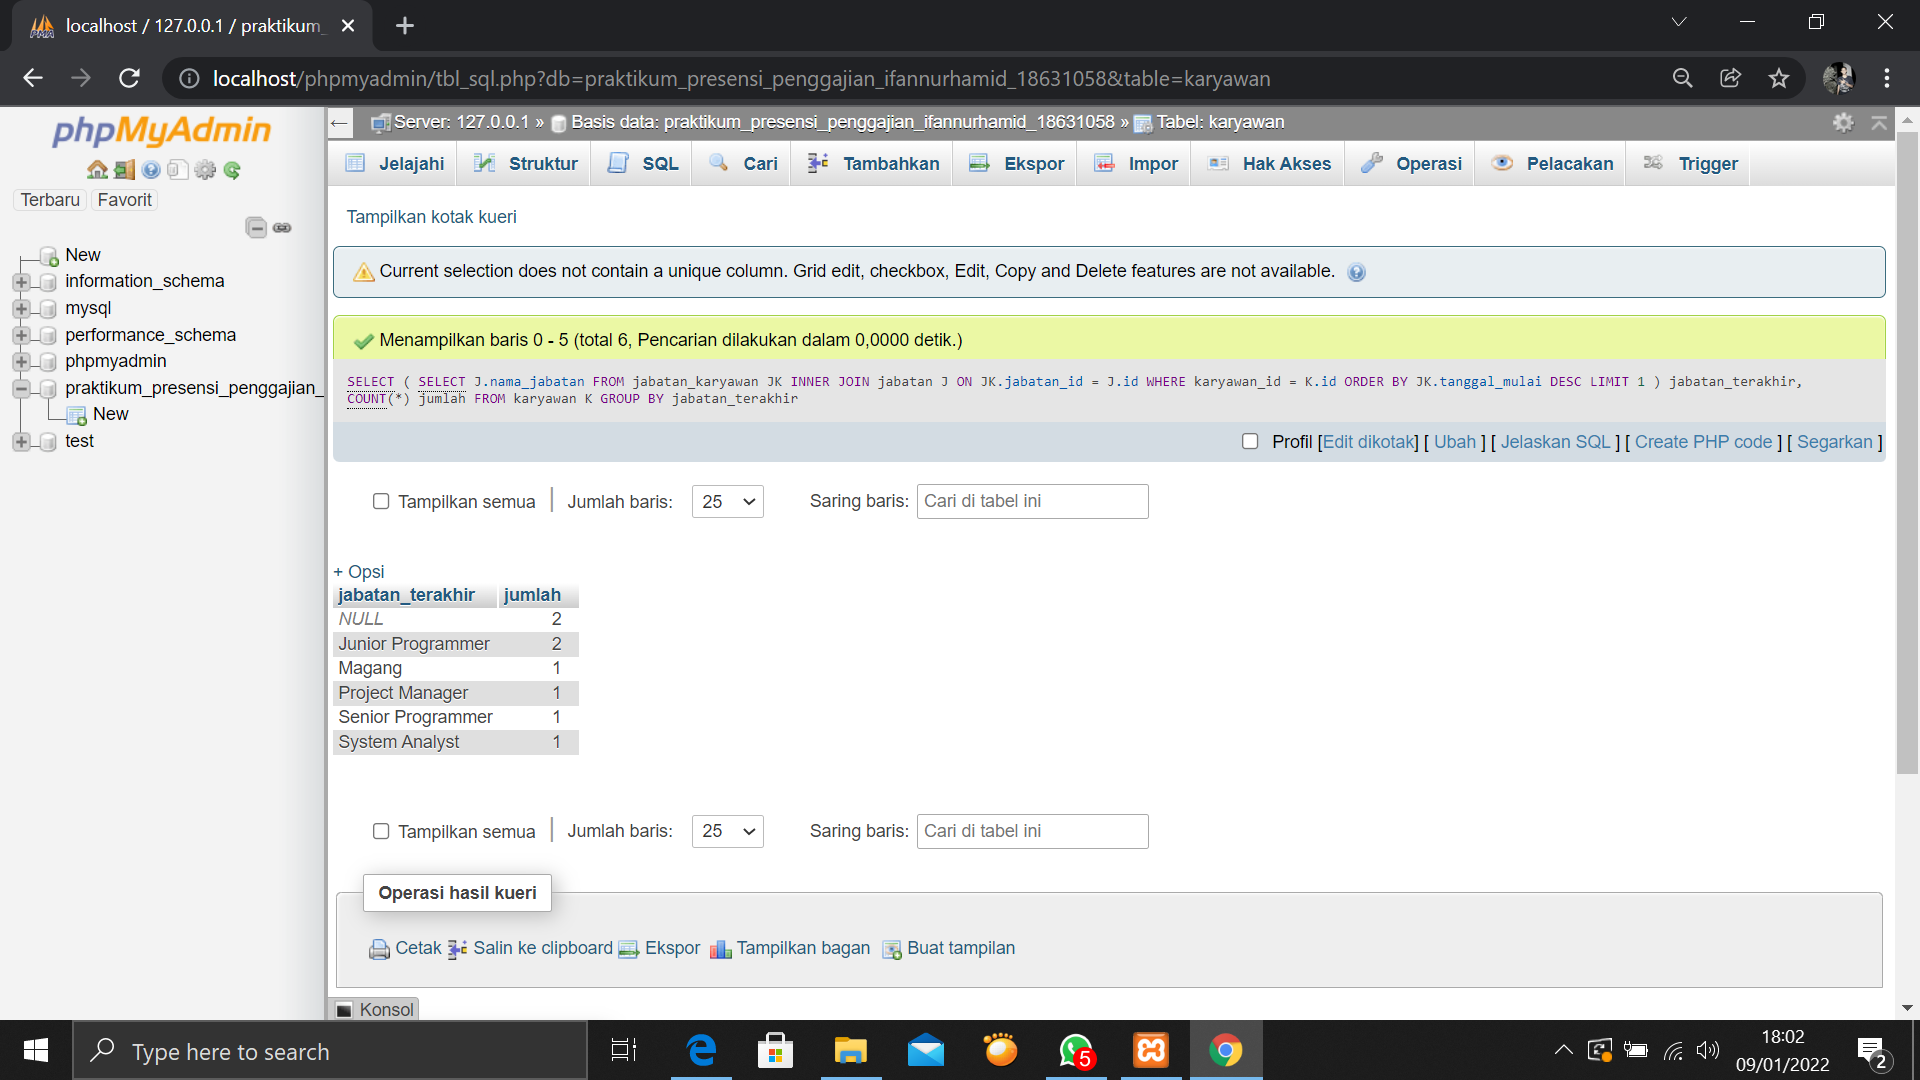 localhost / 127.0.0.1 / praktikum_
localhost/phpmyadmin/tbl_sql.php?db=praktikum_presensi_penggajian_ifannurhamid_18631058&table=karyawan
phpMyAdmin
Terbaru Favorit
New
information_schema
mysql
performance_schema
phpmyadmin
praktikum_presensi_penggajian_
New
test
Server: 127.0.0.1 » Basis data: praktikum_presensi_penggajian_ifannurhamid_18631058 » Tabel: karyawan
Jelajahi Struktur SQL Cari Tambahkan Ekspor Impor Hak Akses Operasi Pelacakan Trigger
Tampilkan kotak kueri
Current selection does not contain a unique column. Grid edit, checkbox, Edit, Copy and Delete features are not available.
Menampilkan baris 0 - 5 (total 6, Pencarian dilakukan dalam 0,0000 detik.)
SELECT ( SELECT J.nama_jabatan FROM jabatan_karyawan JK INNER JOIN jabatan J ON JK.jabatan_id = J.id WHERE karyawan_id = K.id ORDER BY JK.tanggal_mulai DESC LIMIT 1 ) jabatan_terakhir,
COUNT(*) jumlah FROM karyawan K GROUP BY jabatan_terakhir
Profil [Edit dikotak] [ Ubah ] [ Jelaskan SQL ] [ Create PHP code ] [ Segarkan ]
Tampilkan semua | Jumlah baris: 25 Saring baris: Cari di tabel ini
+ Opsi
jabatan_terakhir jumlah
NULL 2
Junior Programmer 2
Magang 1
Project Manager 1
Senior Programmer 1
System Analyst 1
Tampilkan semua | Jumlah baris: 25 Saring baris: Cari di tabel ini
Operasi hasil kueri
Cetak Salin ke clipboard Ekspor Tampilkan bagan Buat tampilan
Konsol
Type here to search
5
18:02
09/01/2022
2